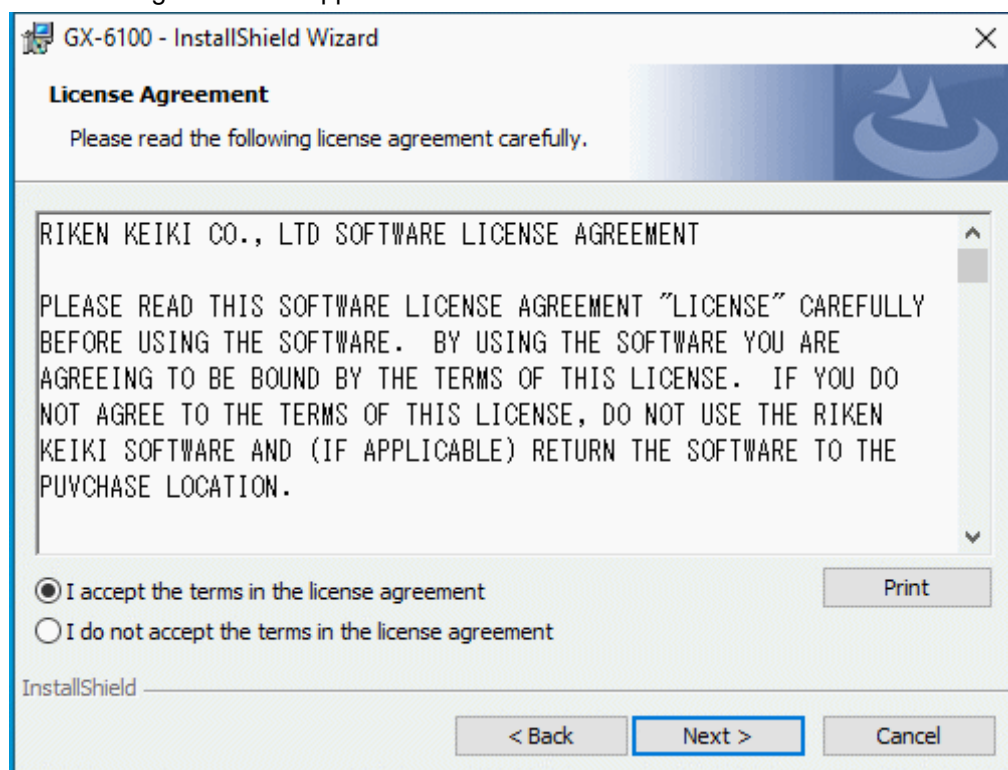 GX-6100 - InstallShield Wizard
License Agreement
Please read the following license agreement carefully.
RIKEN KEIKI CO., LTD SOFTWARE LICENSE AGREEMENT
PLEASE READ THIS SOFTWARE LICENSE AGREEMENT "LICENSE" CAREFULLY
BEFORE USING THE SOFTWARE.  BY USING THE SOFTWARE YOU ARE
AGREEING TO BE BOUND BY THE TERMS OF THIS LICENSE.  IF YOU DO
NOT AGREE TO THE TERMS OF THIS LICENSE, DO NOT USE THE RIKEN
KEIKI SOFTWARE AND (IF APPLICABLE) RETURN THE SOFTWARE TO THE
PUVCHASE LOCATION.
I accept the terms in the license agreement
Print
I do not accept the terms in the license agreement
InstallShield
< Back
Next >
Cancel